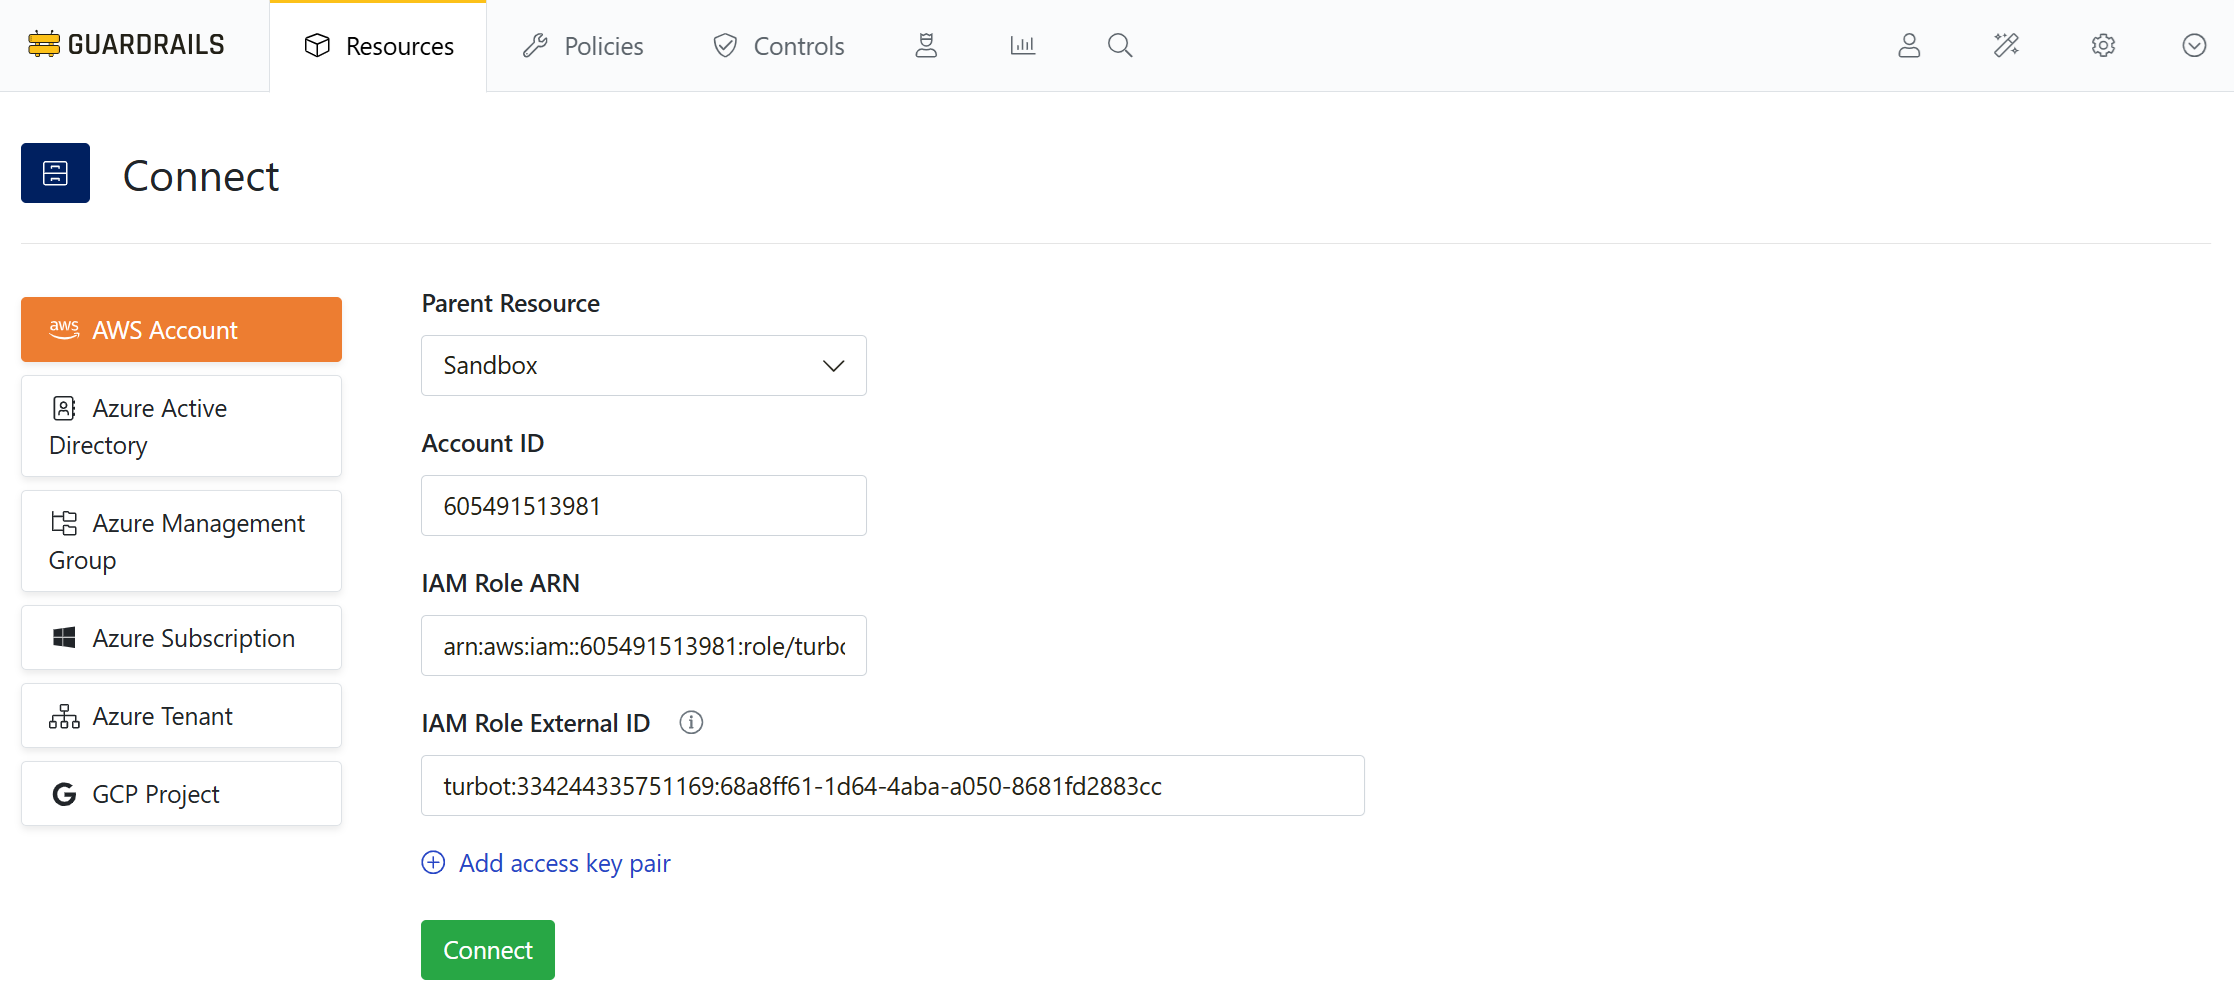 GUARDRAILS
Resources
Policies
Controls
Connect
aws AWS Account
Azure Active
Directory
Azure Management
Group
Azure Subscription
Azure Tenant
GCP Project
Parent Resource
Sandbox
Account ID
605491513981
IAM Role ARN
arn:aws:iam::605491513981:role/turbo
IAM Role External ID
turbot:334244335751169:68a8ff61-1d64-4aba-a050-8681fd2883cc
Add access key pair
Connect